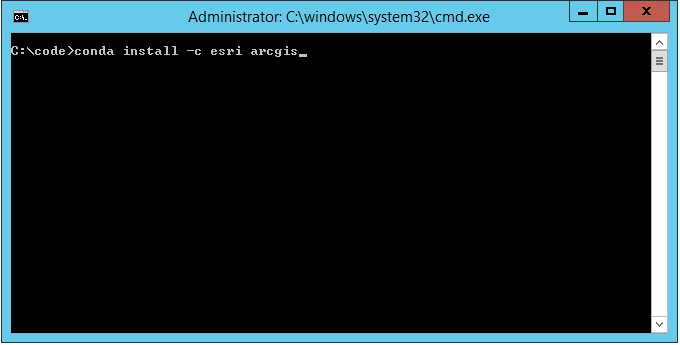 Administrator: C:\windows\system32\cmd.exe
C:\code>conda install -c esri arcgis_